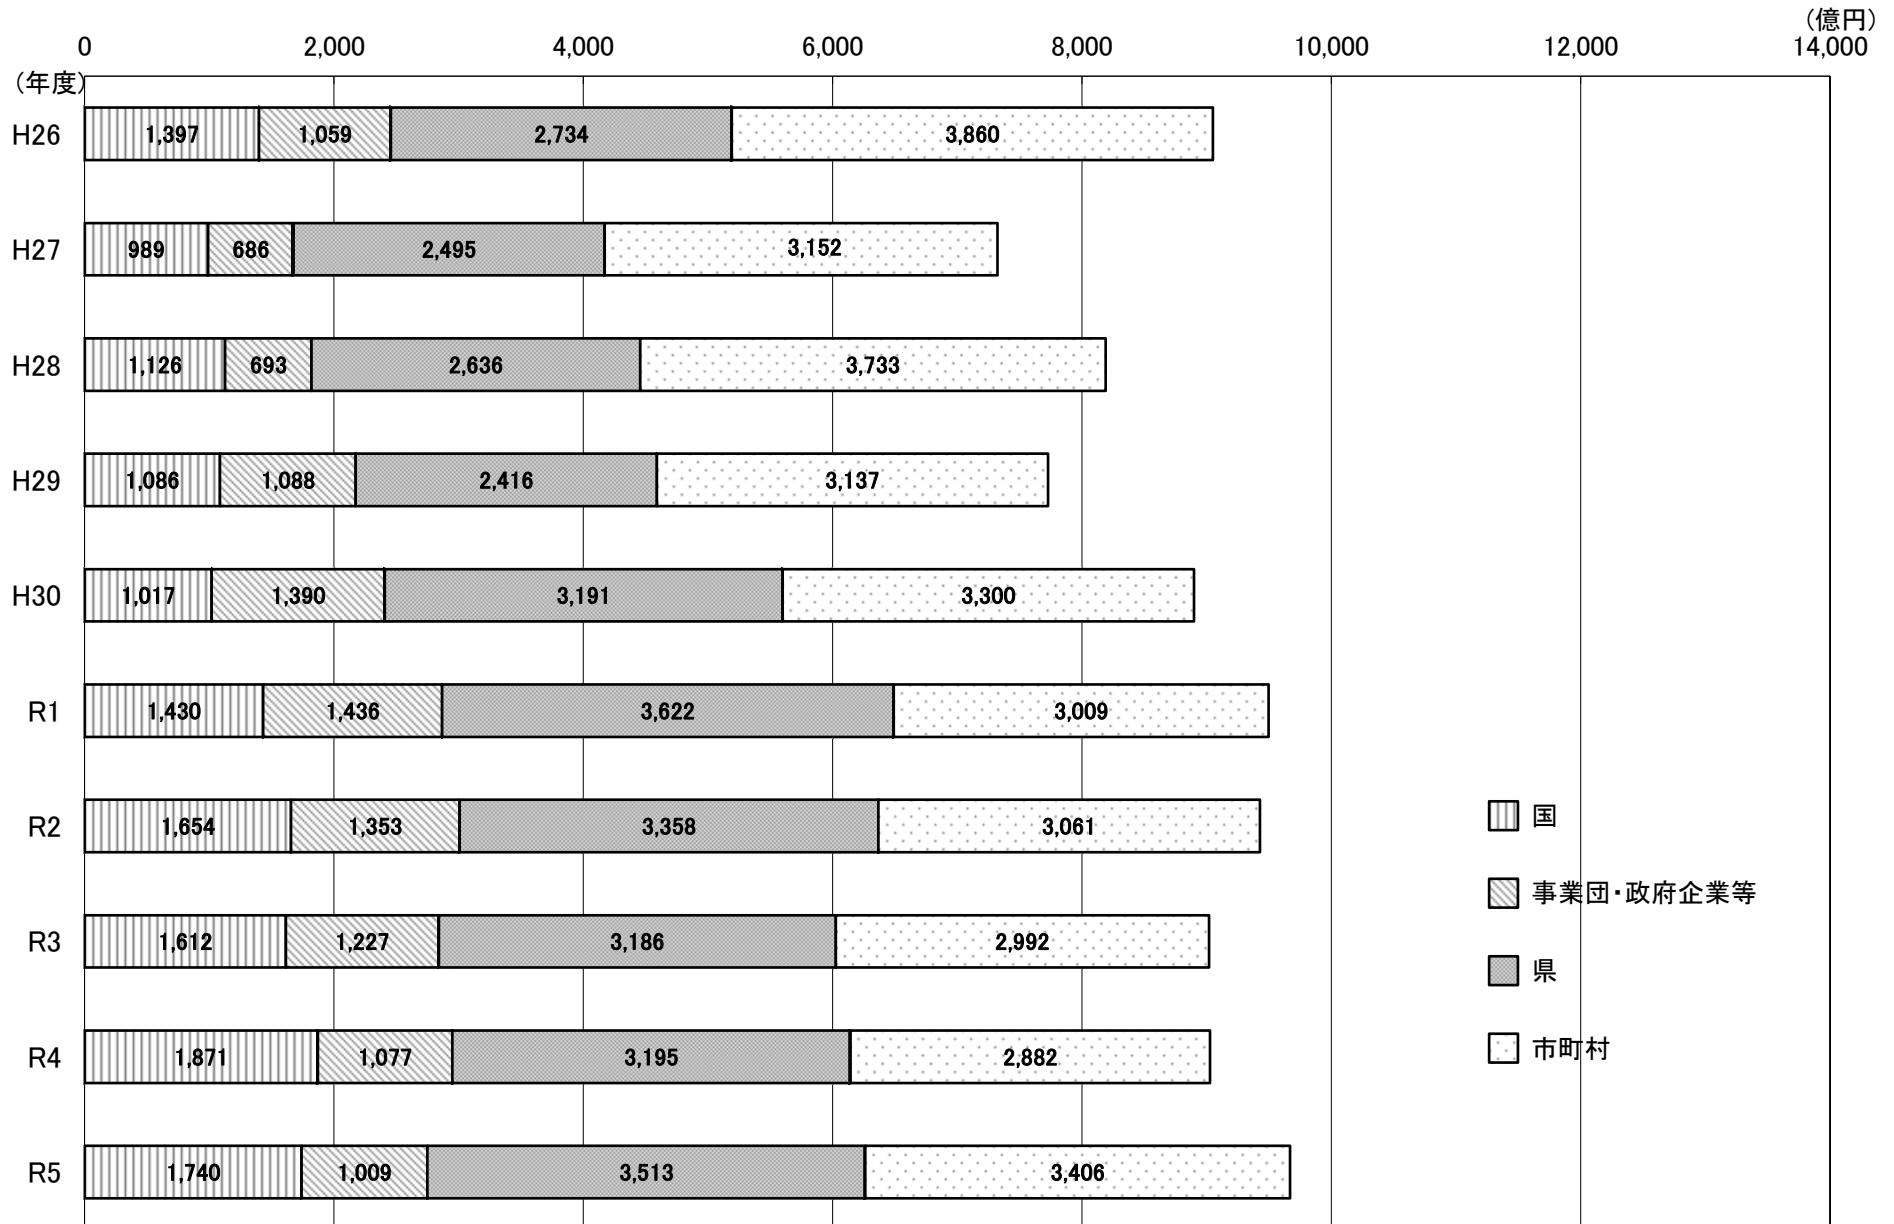 （億円）
0 2,000 4,000 6,000 8,000 10,000 12,000 14,000
（年度）
H26 1,397 1,059 2,734 3,860
H27 989 686 2,495 3,152
H28 1,126 693 2,636 3,733
H29 1,086 1,088 2,416 3,137
H30 1,017 1,390 3,191 3,300
R1 1,430 1,436 3,622 3,009
R2 1,654 1,353 3,358 3,061
R3 1,612 1,227 3,186 2,992
R4 1,871 1,077 3,195 2,882
R5 1,740 1,009 3,513 3,406
国
事業団・政府企業等
県
市町村